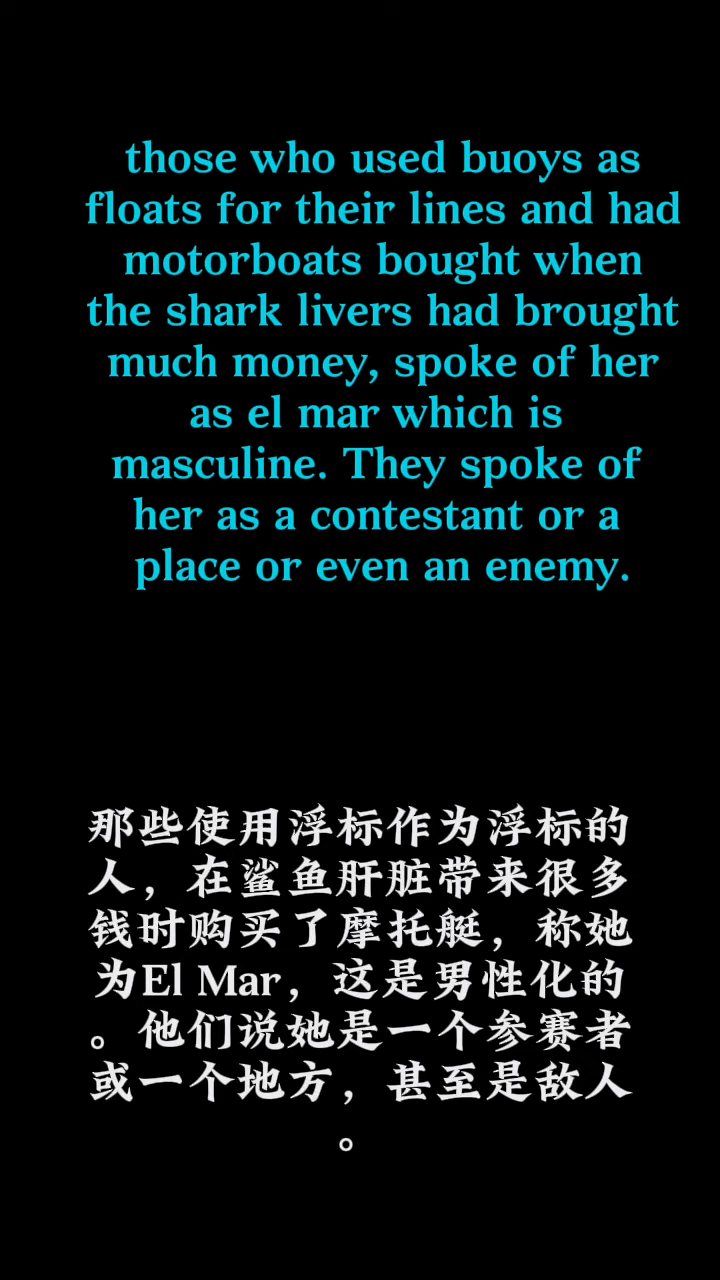 those who used buoys as
floats for their lines and had
motorboats bought when
the shark livers had brought
much money, spoke of her
as el mar which is
masculine. They spoke of
her as a contestant or a
place or even an enemy.
那些使用浮标作为浮标的
人，在鲨鱼肝脏带来很多
钱时购买了摩托艇，称她
为El Mar，这是男性化的
。他们说她是一个参赛者
或一个地方，甚至是敌人
。